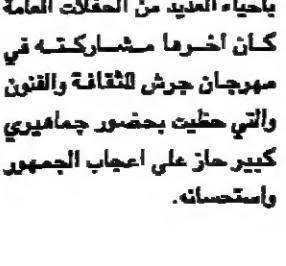 باحياء العديد من الحفلات العامة
كان اخرها مشاركته في
مهرجان جرش للثقافة والفنون
والتي حظيت بحضور جماهيري
كبير حاز على اعجاب الجمهور
واستحسانه.